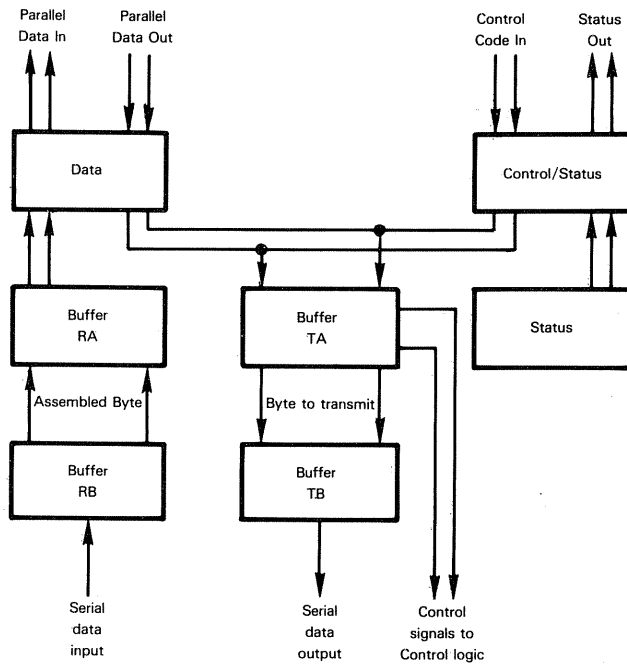 Parallel
Data In
Parallel
Data Out
Control
Code In
Status
Out
Data
Control/Status
Buffer
RA
Buffer
TA
Status
Assembled Byte
Byte to transmit
Buffer
RB
Buffer
TB
Serial
data
input
Serial
data
output
Control
signals to
Control logic